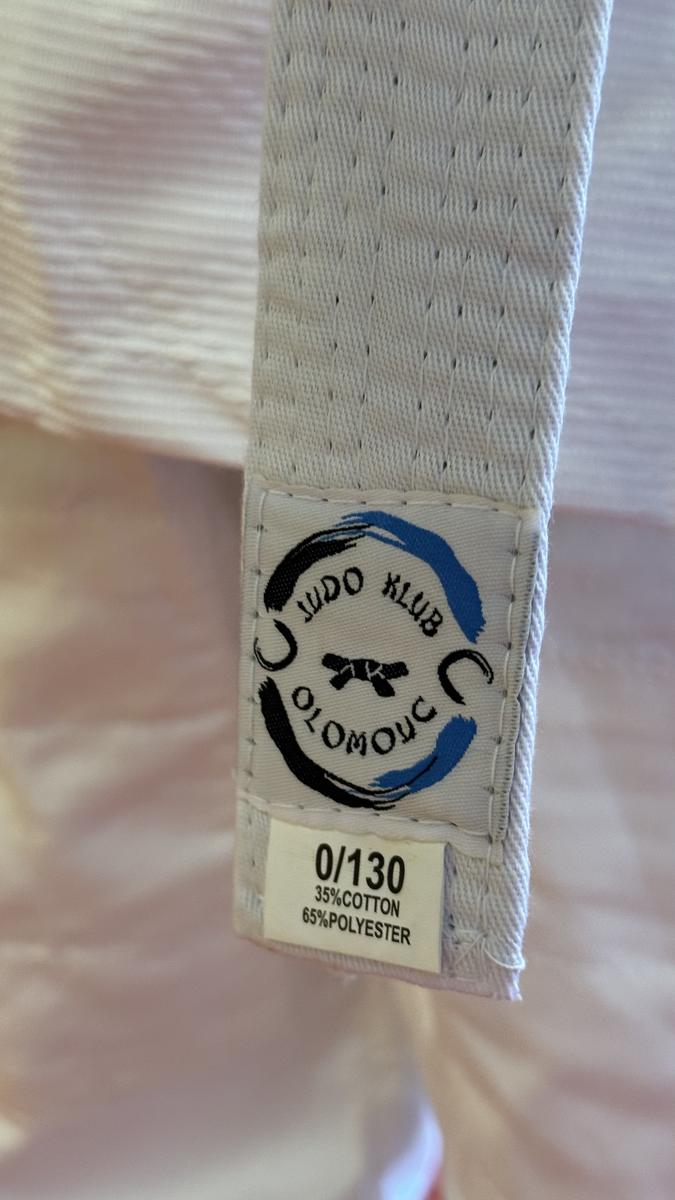 JUDO KLUB
OLOMOUC
0/130
35%COTTON
65%POLYESTER